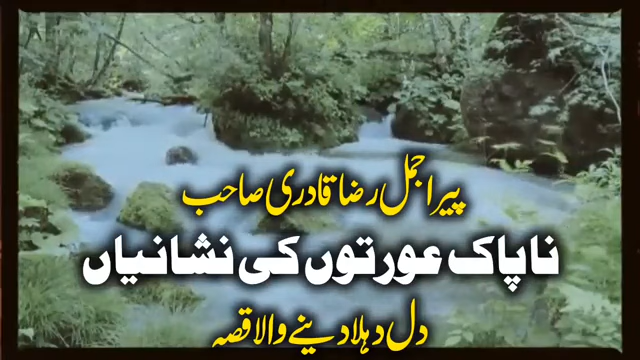 پیر اجمل رضا قادری صاحب
ناپاک عورتوں کی نشانیاں
دل دہلا دینے والا قصہ